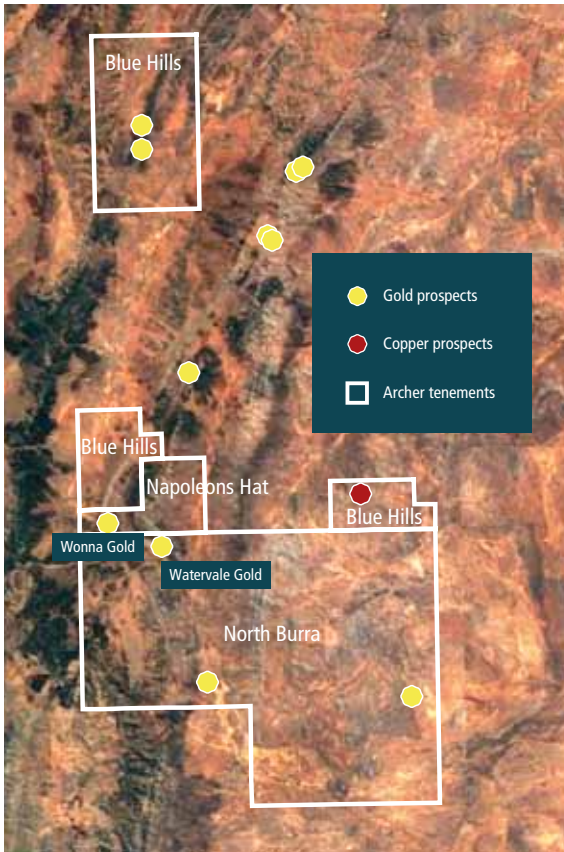 Blue Hills
Gold prospects
Copper prospects
Archer tenements
Blue Hills
Napoleons Hat
Blue Hills
Wonna Gold
Watervale Gold
North Burra